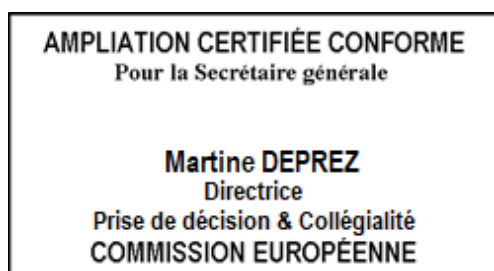 AMPLIATION CERTIFIÉE CONFORME
Pour la Secrétaire générale
Martine DEPREZ
Directrice
Prise de décision & Collégialité
COMMISSION EUROPÉENNE